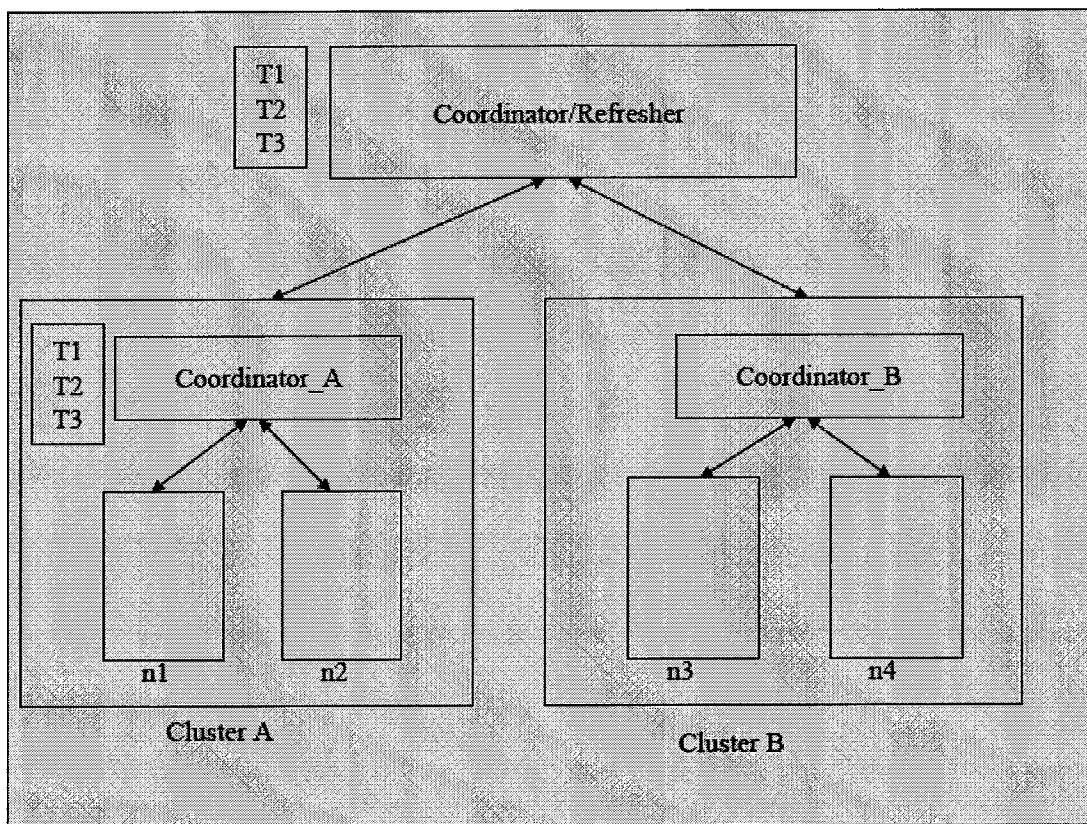 T1
T2
T3
Coordinator/Refresher
T1
T2
T3
Coordinator_A
Coordinator_B
n1
n2
n3
n4
Cluster A
Cluster B